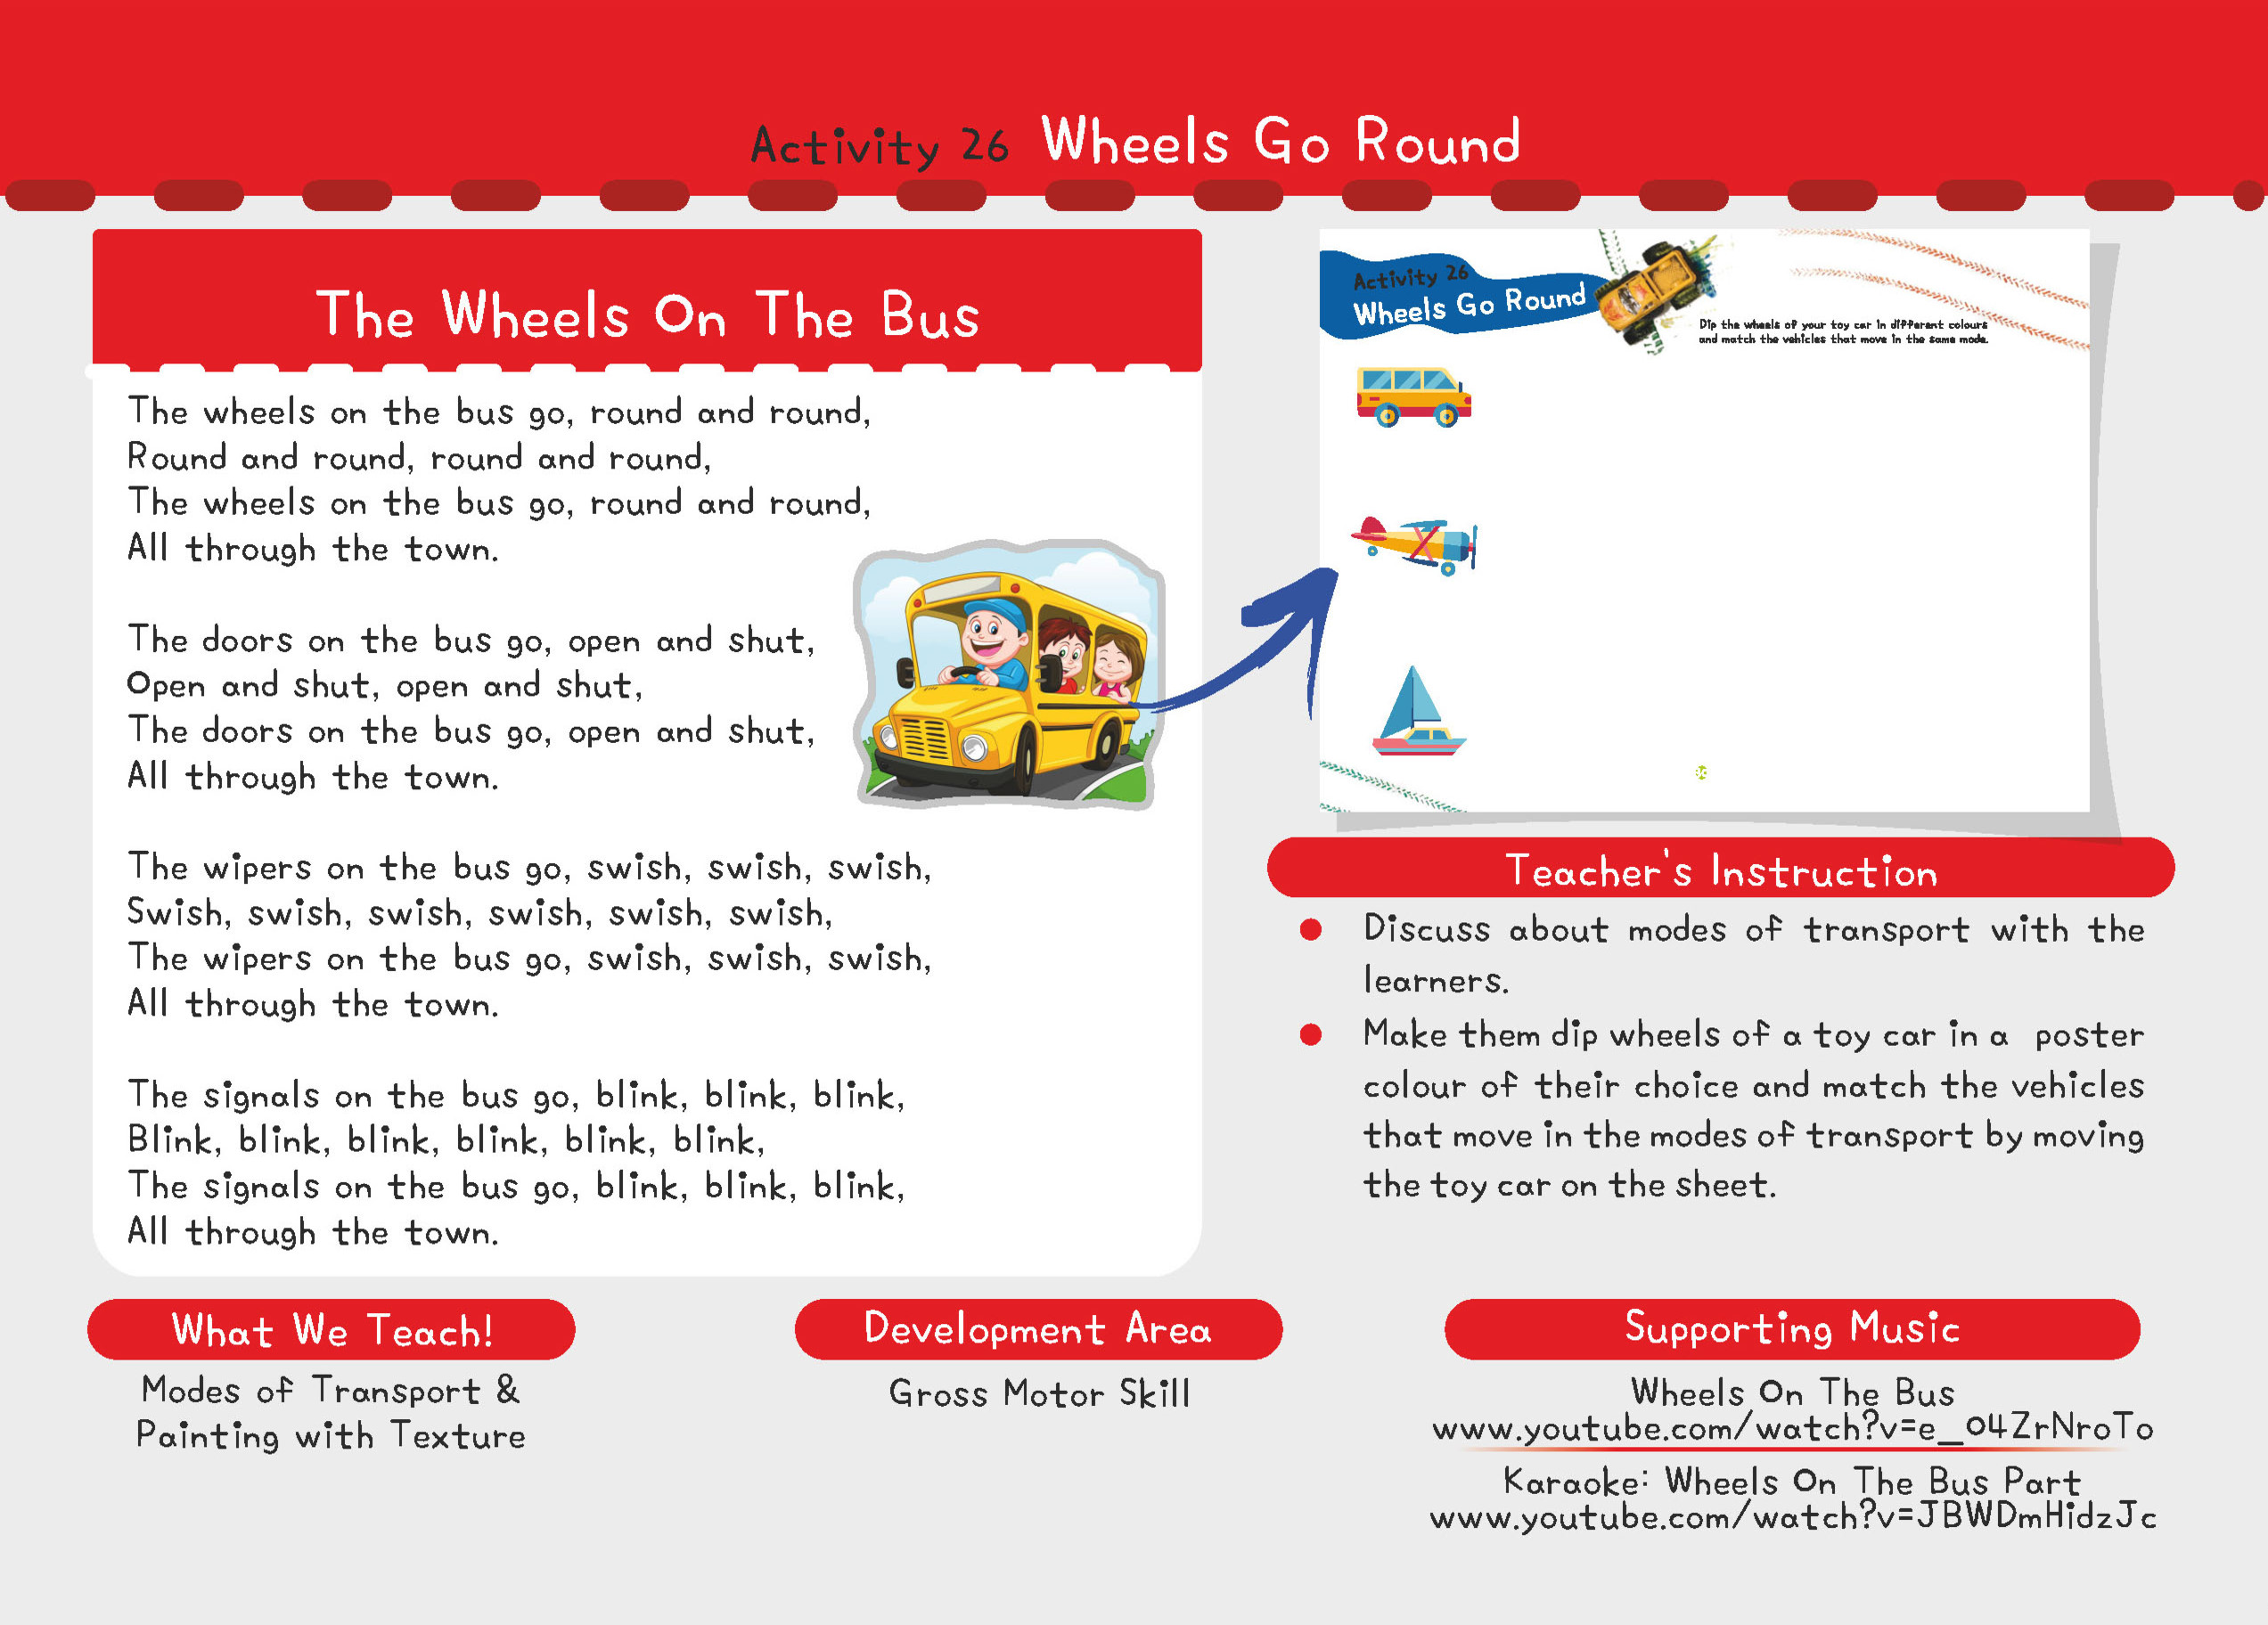 Activity 26 Wheels Go Round
The Wheels On The Bus
The wheels on the bus go, round and round,
Round and round, round and round,
The wheels on the bus go, round and round,
All through the town.
The doors on the bus go, open and shut,
Open and shut, open and shut,
The doors on the bus go, open and shut,
All through the town.
The wipers on the bus go, swish, swish, swish,
Swish, swish, swish, swish, swish, swish,
The wipers on the bus go, swish, swish, swish,
All through the town.
The signals on the bus go, blink, blink, blink,
Blink, blink, blink, blink, blink, blink,
The signals on the bus go, blink, blink, blink,
All through the town.
Activity 26
Wheels Go Round
Dip the wheels of your toy car in different colours
and match the vehicles that move in the same mode.
Teacher's Instruction
Discuss about modes of transport with the
learners.
Make them dip wheels of a toy car in a poster
colour of their choice and match the vehicles
that move in the modes of transport by moving
the toy car on the sheet.
What We Teach!
Modes of Transport &
Painting with Texture
Development Area
Gross Motor Skill
Supporting Music
Wheels On The Bus
www.youtube.com/watch?v=e_04ZrNroTo
Karaoke: Wheels On The Bus Part
www.youtube.com/watch?v=JBWDmHidzJc